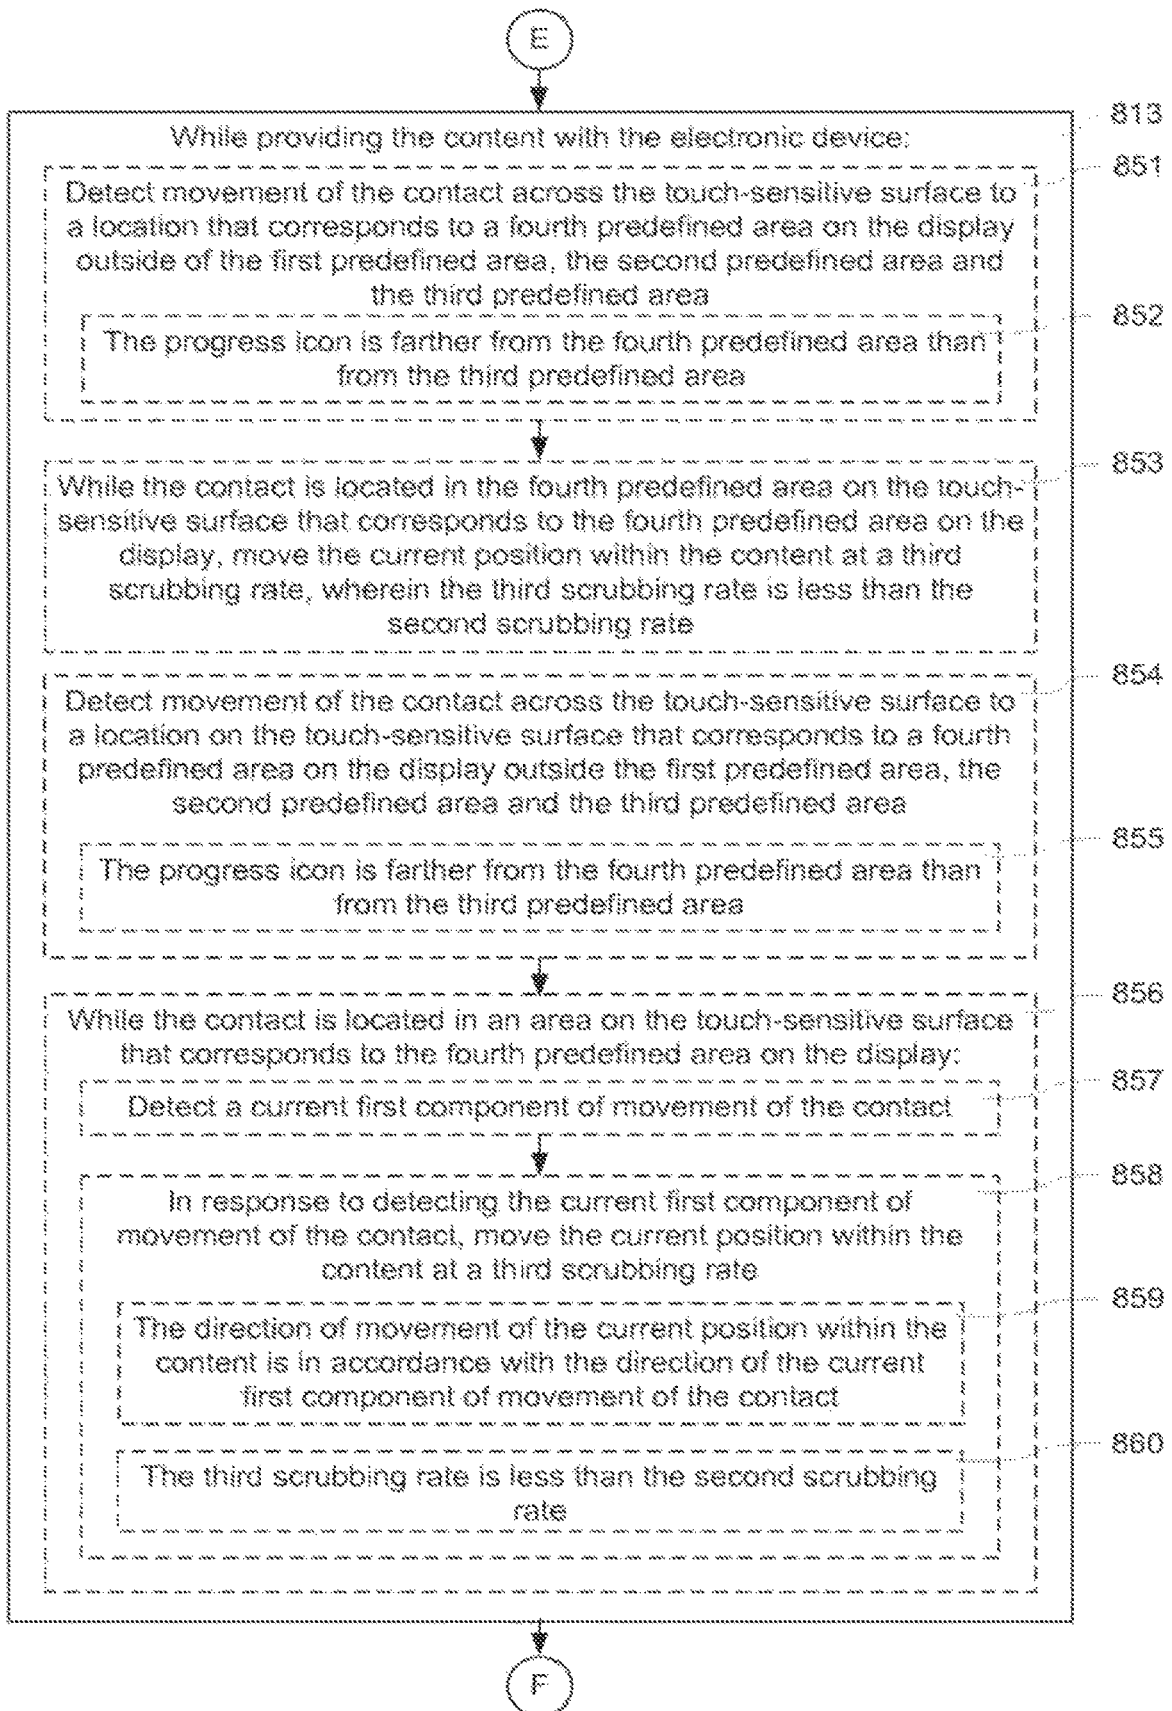 E
813
While providing the content with the electronic device:
851
Detect movement of the contact across the touch-sensitive surface to
a location that corresponds to a fourth predefined area on the display
outside of the first predefined area, the second predefined area and
the third predefined area
852
The progress icon is farther from the fourth predefined area than
from the third predefined area
853
While the contact is located in the fourth predefined area on the touch-
sensitive surface that corresponds to the fourth predefined area on the
display, move the current position within the content at a third
scrubbing rate, wherein the third scrubbing rate is less than the
second scrubbing rate
854
Detect movement of the contact across the touch-sensitive surface to
a location on the touch-sensitive surface that corresponds to a fourth
predefined area on the display outside the first predefined area, the
second predefined area and the third predefined area
855
The progress icon is farther from the fourth predefined area than
from the third predefined area
856
While the contact is located in an area on the touch-sensitive surface
that corresponds to the fourth predefined area on the display:
857
Detect a current first component of movement of the contact
858
In response to detecting the current first component of
movement of the contact, move the current position within the
content at a third scrubbing rate
859
The direction of movement of the current position within the
content is in accordance with the direction of the current
first component of movement of the contact
860
The third scrubbing rate is less than the second scrubbing
rate
F